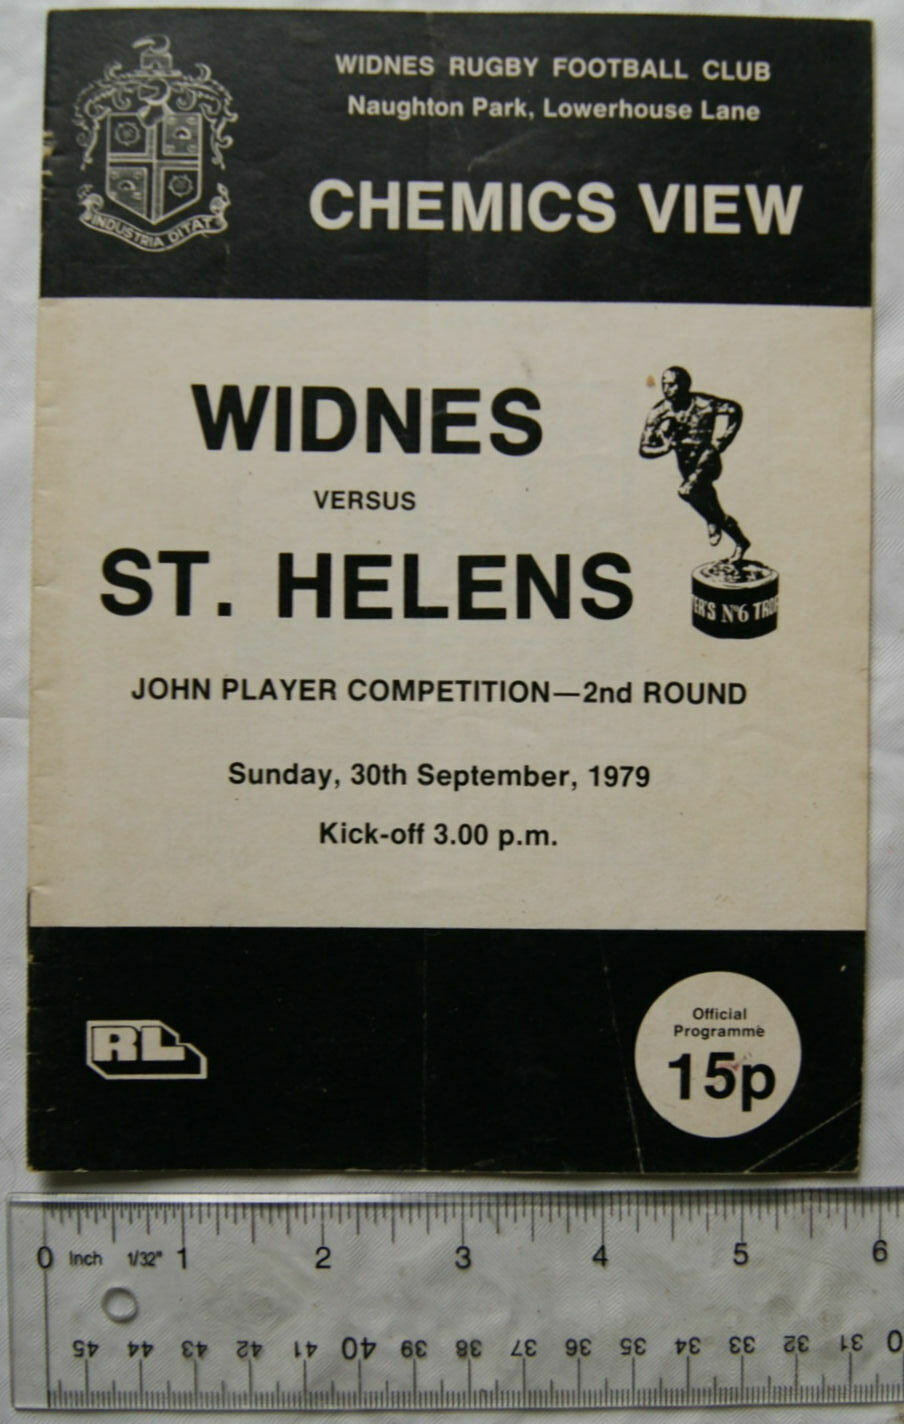 WIDNES RUGBY FOOTBALL CLUB
Naughton Park, Lowerhouse Lane
CHEMICS VIEW
INDUSTRIA DITAT
WIDNES
VERSUS
ST. HELENS
ER'S Nº6 TRO
JOHN PLAYER COMPETITION—2nd ROUND
Sunday, 30th September, 1979
Kick-off 3.00 p.m.
RL
Official
Programme
15p
0 Inch 1/32" 1 2 3 4 5 6
45 44 43 42 41 40 39 38 37 36 35 34 33 32 31 0